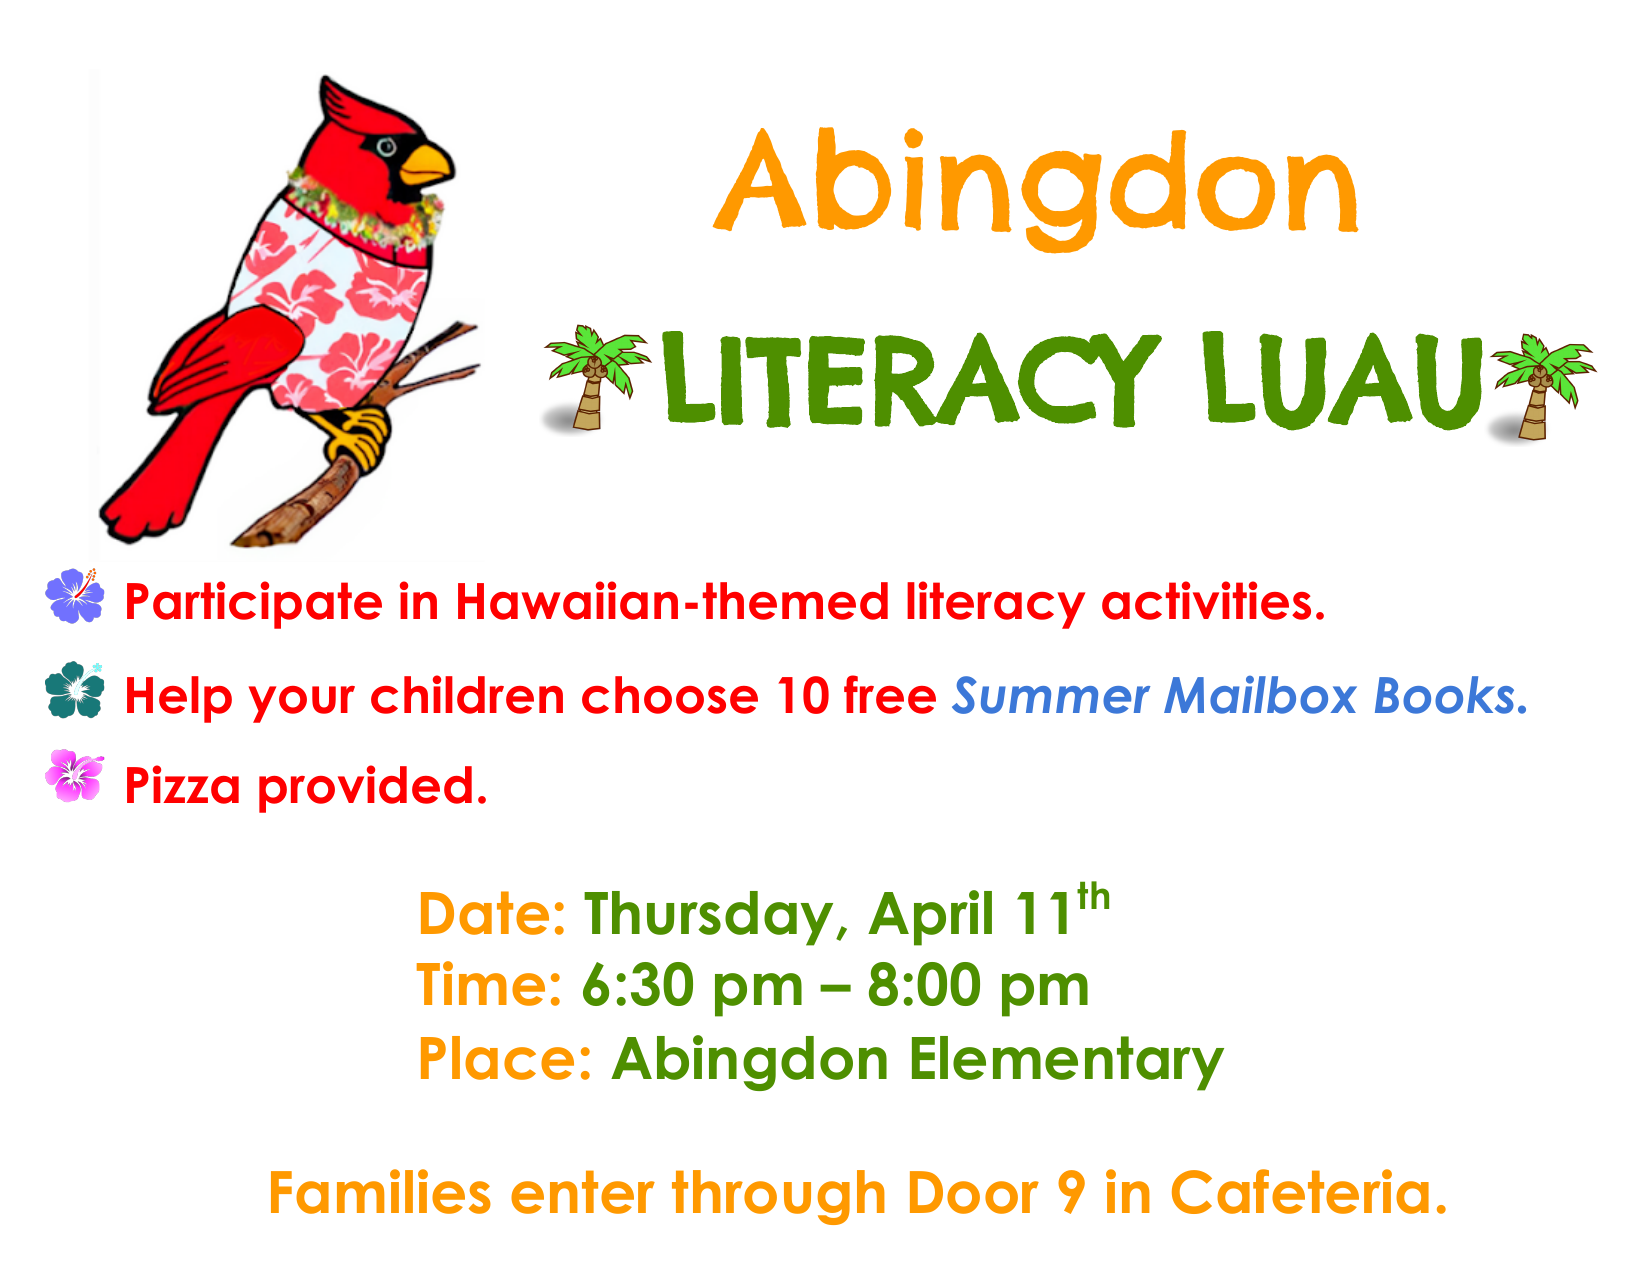 Abingdon
LITERACY LUAU
Participate in Hawaiian-themed literacy activities.
Help your children choose 10 free Summer Mailbox Books.
Pizza provided.
Date: Thursday, April 11th
Time: 6:30 pm – 8:00 pm
Place: Abingdon Elementary
Families enter through Door 9 in Cafeteria.